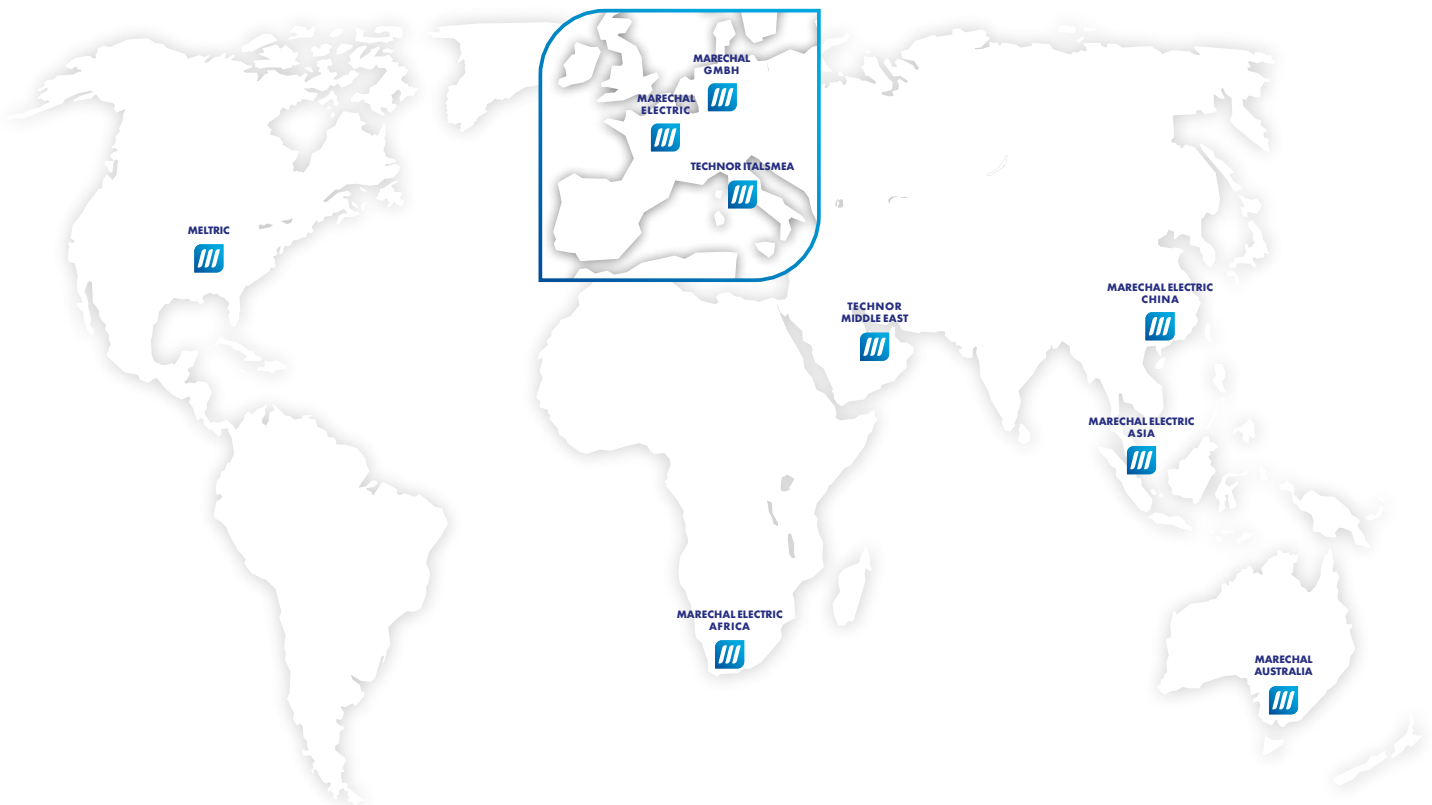 MARECHAL
GMBH
MARECHAL
ELECTRIC
TECHNOR ITALSMEA
MELTRIC
TECHNOR
MIDDLE EAST
MARECHAL ELECTRIC
CHINA
MARECHAL ELECTRIC
ASIA
MARECHAL ELECTRIC
AFRICA
MARECHAL
AUSTRALIA